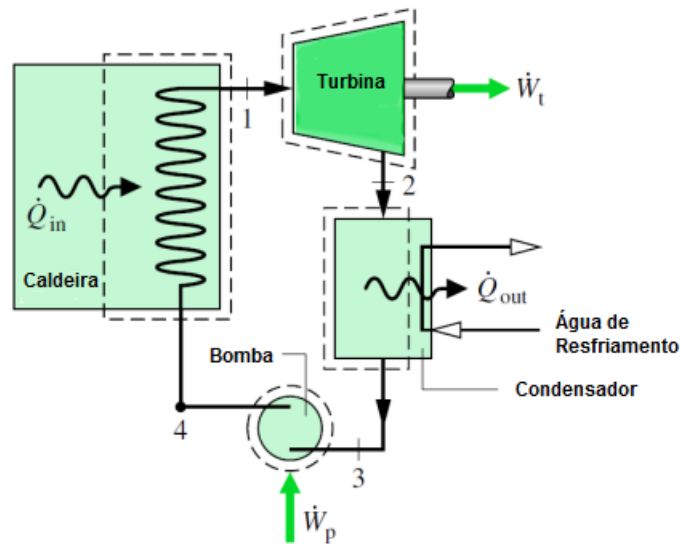 Turbina
Ẇt
1
2
Q̇in
Caldeira
Q̇out
Água de
Resfriamento
Bomba
Condensador
4
3
Ẇp